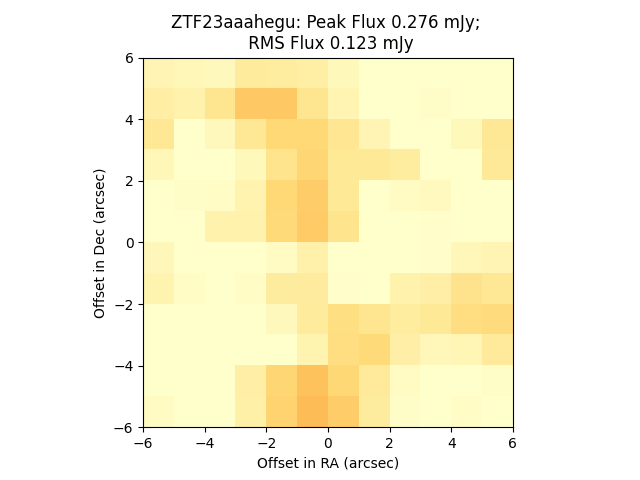 ZTF23aaahegu: Peak Flux 0.276 mJy;
RMS Flux 0.123 mJy
6
4
2
0
−2
−4
−6
Offset in Dec (arcsec)
−6 −4 −2 0 2 4 6
Offset in RA (arcsec)